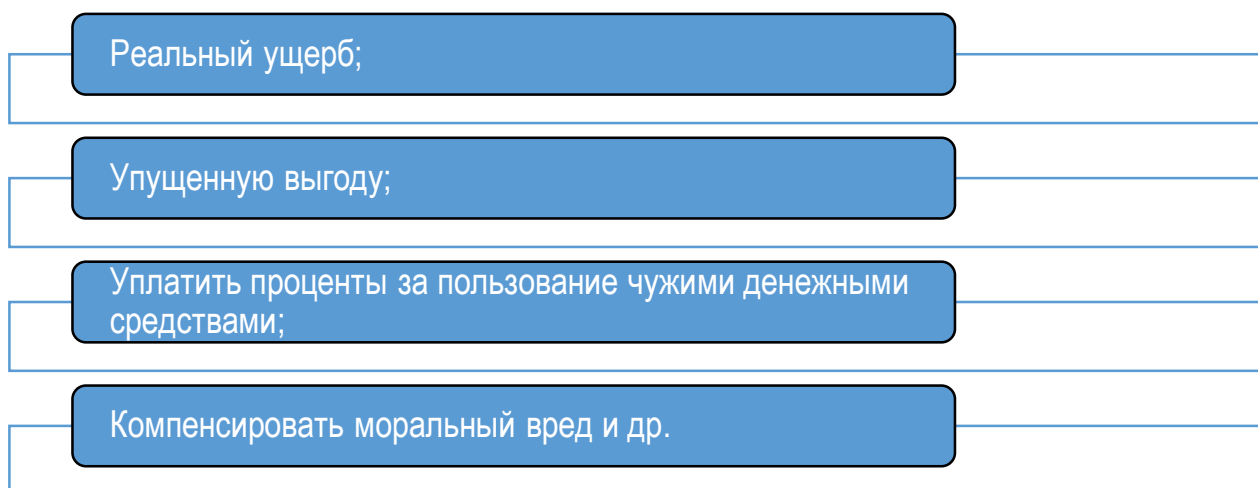 Реальный ущерб;
Упущенную выгоду;
Уплатить проценты за пользование чужими денежными
средствами;
Компенсировать моральный вред и др.